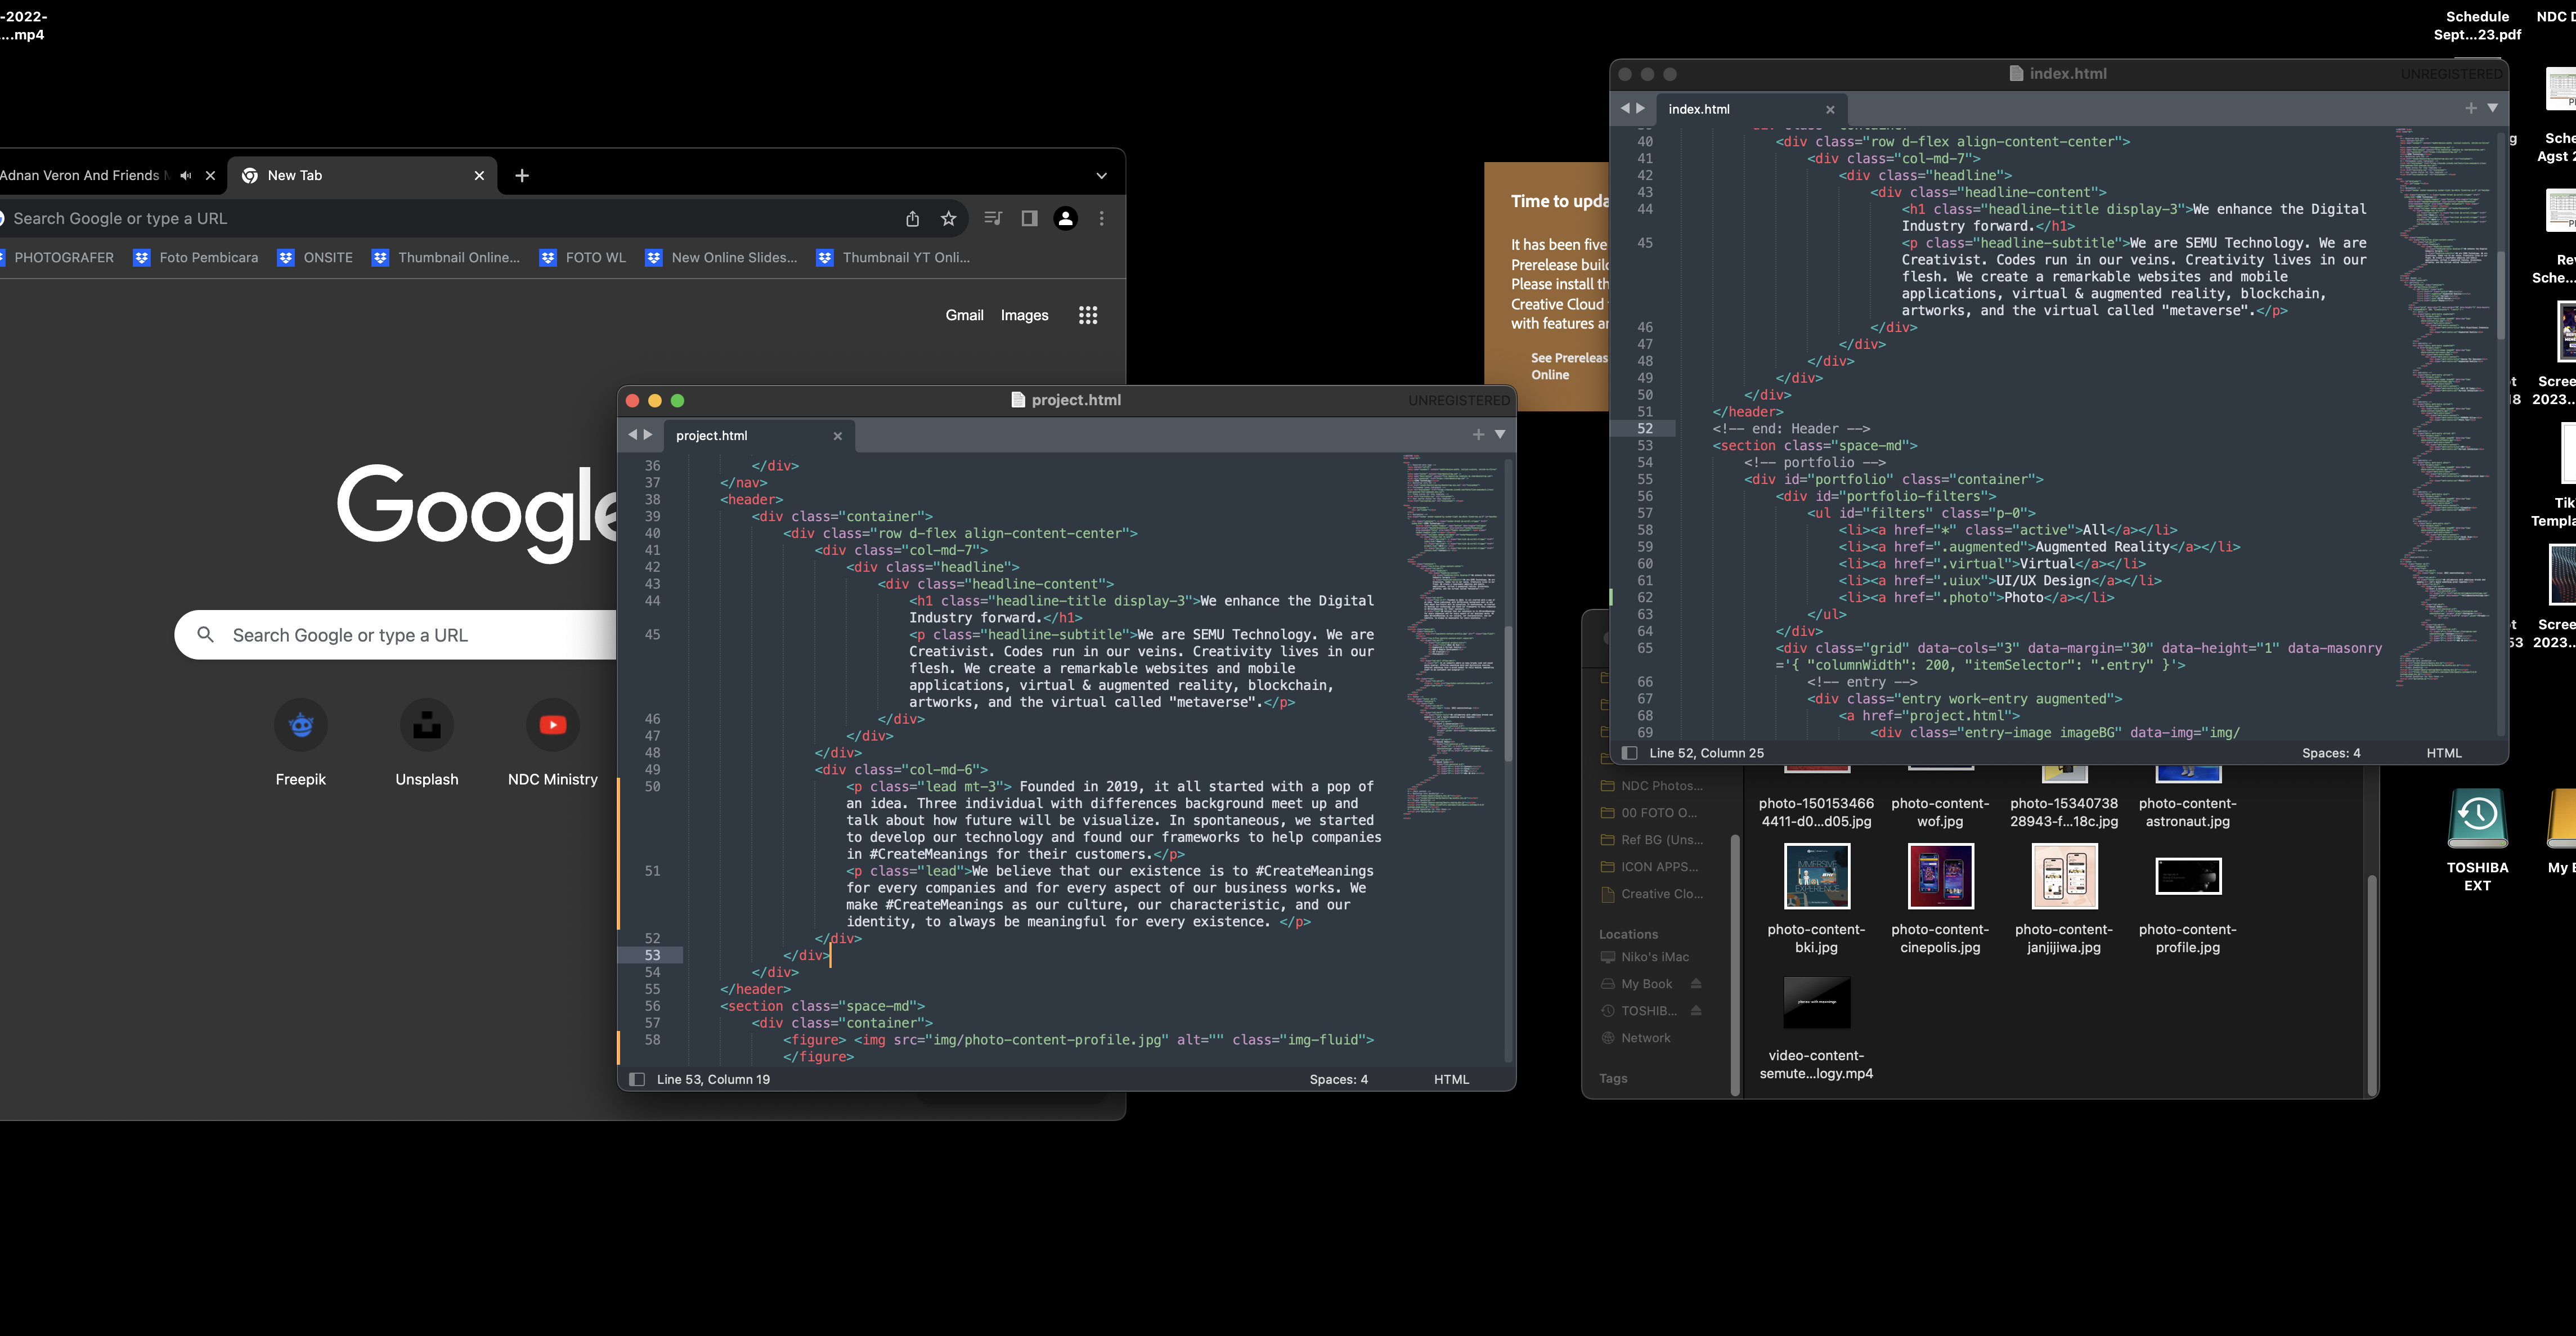 -2022-
....mp4
Adnan Veron And Friends
New Tab
Search Google or type a URL
PHOTOGRAFER
Foto Pembicara
ONSITE
Thumbnail Online...
FOTO WL
New Online Slides...
Thumbnail YT Onli...
Gmail
Images
Google
Search Google or type a URL
Freepik
Unsplash
NDC Ministry
project.html
UNREGISTERED
project.html
36 </div>
37 </nav>
38 <header>
39 <div class="container">
40 <div class="row d-flex align-content-center">
41 <div class="col-md-7">
42 <div class="headline">
43 <div class="headline-content">
44 <h1 class="headline-title display-3">We enhance the Digital
Industry forward.</h1>
45 <p class="headline-subtitle">We are SEMU Technology. We are
Creativist. Codes run in our veins. Creativity lives in our
flesh. We create a remarkable websites and mobile
applications, virtual & augmented reality, blockchain,
artworks, and the virtual called "metaverse".</p>
46 </div>
47 </div>
48 </div>
49 <div class="col-md-6">
50 <p class="lead mt-3"> Founded in 2019, it all started with a pop of
an idea. Three individual with differences background meet up and
talk about how future will be visualize. In spontaneous, we started
to develop our technology and found our frameworks to help companies
in #CreateMeanings for their customers.</p>
51 <p class="lead">We believe that our existence is to #CreateMeanings
for every companies and for every aspect of our business works. We
make #CreateMeanings as our culture, our characteristic, and our
identity, to always be meaningful for every existence. </p>
52 </div>
53 </div>
54 </div>
55 </header>
56 <section class="space-md">
57 <div class="container">
58 <figure> <img src="img/photo-content-profile.jpg" alt="" class="img-fluid">
</figure>
Line 53, Column 19
Spaces: 4
HTML
Time to upda
It has been five
Prerelease build
Please install th
Creative Cloud
with features an
See Prereleas
Online
index.html
UNREGISTERED
index.html
40 <div class="row d-flex align-content-center">
41 <div class="col-md-7">
42 <div class="headline">
43 <div class="headline-content">
44 <h1 class="headline-title display-3">We enhance the Digital
Industry forward.</h1>
45 <p class="headline-subtitle">We are SEMU Technology. We are
Creativist. Codes run in our veins. Creativity lives in our
flesh. We create a remarkable websites and mobile
applications, virtual & augmented reality, blockchain,
artworks, and the virtual called "metaverse".</p>
46 </div>
47 </div>
48 </div>
49 </div>
50 </div>
51 </header>
52 <!-- end: Header -->
53 <section class="space-md">
54 <!-- portfolio -->
55 <div id="portfolio" class="container">
56 <div id="portfolio-filters">
57 <ul id="filters" class="p-0">
58 <li><a href="*" class="active">All</a></li>
59 <li><a href=".augmented">Augmented Reality</a></li>
60 <li><a href=".virtual">Virtual</a></li>
61 <li><a href=".uiux">UI/UX Design</a></li>
62 <li><a href=".photo">Photo</a></li>
63 </ul>
64 </div>
65 <div class="grid" data-cols="3" data-margin="30" data-height="1" data-masonry
='{ "columnWidth": 200, "itemSelector": ".entry" }'>
66 <!-- entry -->
67 <div class="entry work-entry augmented">
68 <a href="project.html">
69 <div class="entry-image imageBG" data-img="img/
Line 52, Column 25
Spaces: 4
HTML
NDC Photos...
00 FOTO O...
Ref BG (Uns...
ICON APPS...
Creative Clo...
Locations
Niko's iMac
My Book
TOSHIB...
Network
Tags
photo-150153466
4411-d0...d05.jpg
photo-content-
wof.jpg
photo-15340738
28943-f...18c.jpg
photo-content-
astronaut.jpg
IMMERSIVE
EXPERIENCE
photo-content-
bki.jpg
photo-content-
cinepolis.jpg
photo-content-
janjijiwa.jpg
photo-content-
profile.jpg
video-content-
semute...logy.mp4
Schedule
Sept...23.pdf
NDC D
Sche
Agst 2
Rev
Sche...
Scree
2023...
Tik
Templa
Scree
2023...
TOSHIBA
EXT
My B